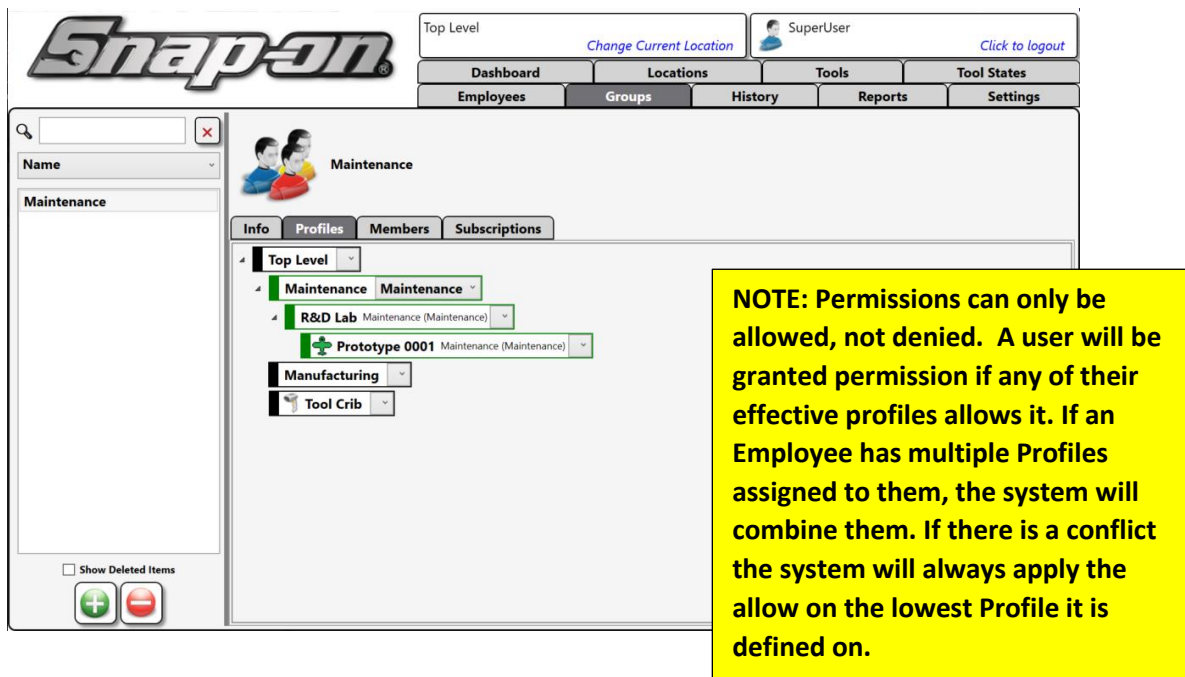 Snap-on®
Top Level
Change Current Location
SuperUser
Click to logout
Dashboard Locations Tools Tool States
Employees Groups History Reports Settings
Name
Maintenance
Show Deleted Items
Maintenance
Info Profiles Members Subscriptions
Top Level
Maintenance Maintenance
R&D Lab Maintenance (Maintenance)
Prototype 0001 Maintenance (Maintenance)
Manufacturing
Tool Crib
NOTE: Permissions can only be
allowed, not denied. A user will be
granted permission if any of their
effective profiles allows it. If an
Employee has multiple Profiles
assigned to them, the system will
combine them. If there is a conflict
the system will always apply the
allow on the lowest Profile it is
defined on.